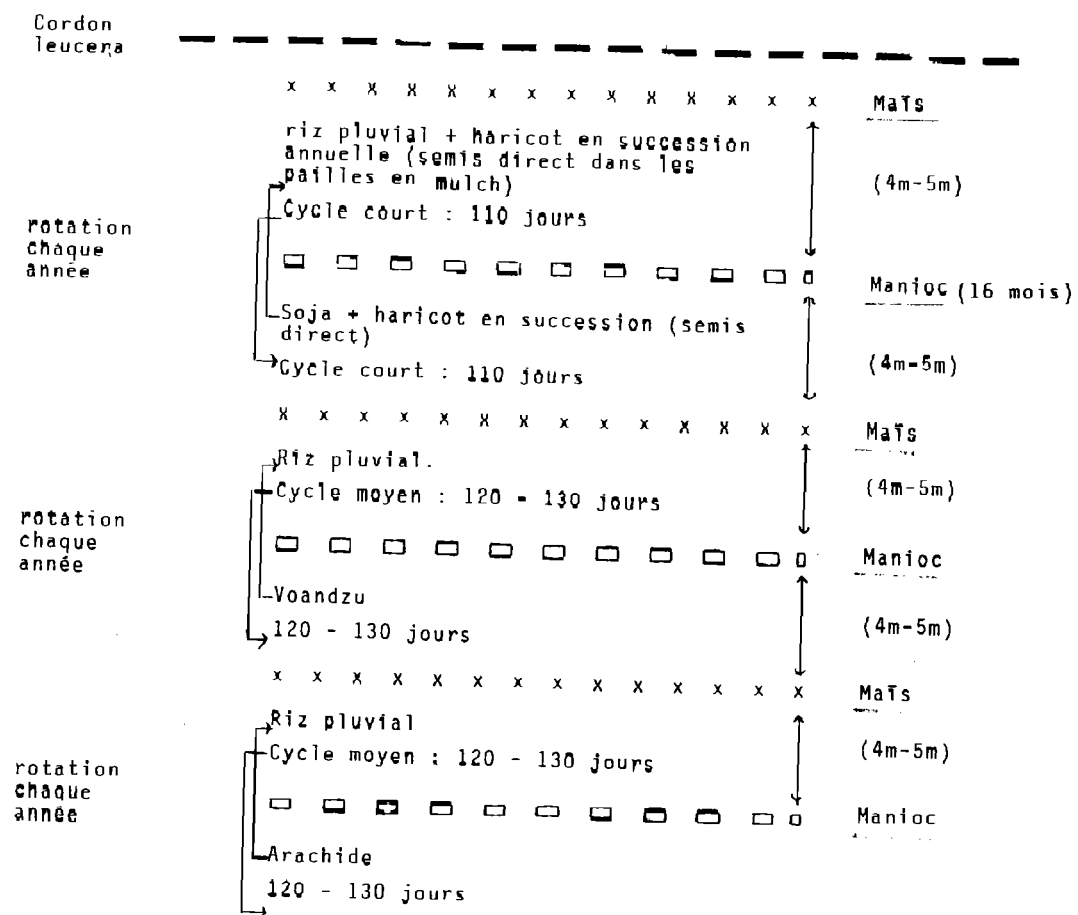 Cordon
leucera
x x x x x x x x x x x x x x Maïs
riz pluvial + haricot en succession
annuelle (semis direct dans les
pailles en mulch)
(4m-5m)
Cycle court : 110 jours
rotation
chaque
année
Manioc (16 mois)
Soja + haricot en succession (semis
direct)
(4m-5m)
Cycle court : 110 jours
x x x x x x x x x x x x x x Maïs
Riz pluvial.
Cycle moyen : 120 - 130 jours
(4m-5m)
rotation
chaque
année
Manioc
Voandzu
(4m-5m)
120 - 130 jours
x x x x x x x x x x x x x x Maïs
Riz pluvial
Cycle moyen : 120 - 130 jours
(4m-5m)
rotation
chaque
année
Manioc
Arachide
120 - 130 jours